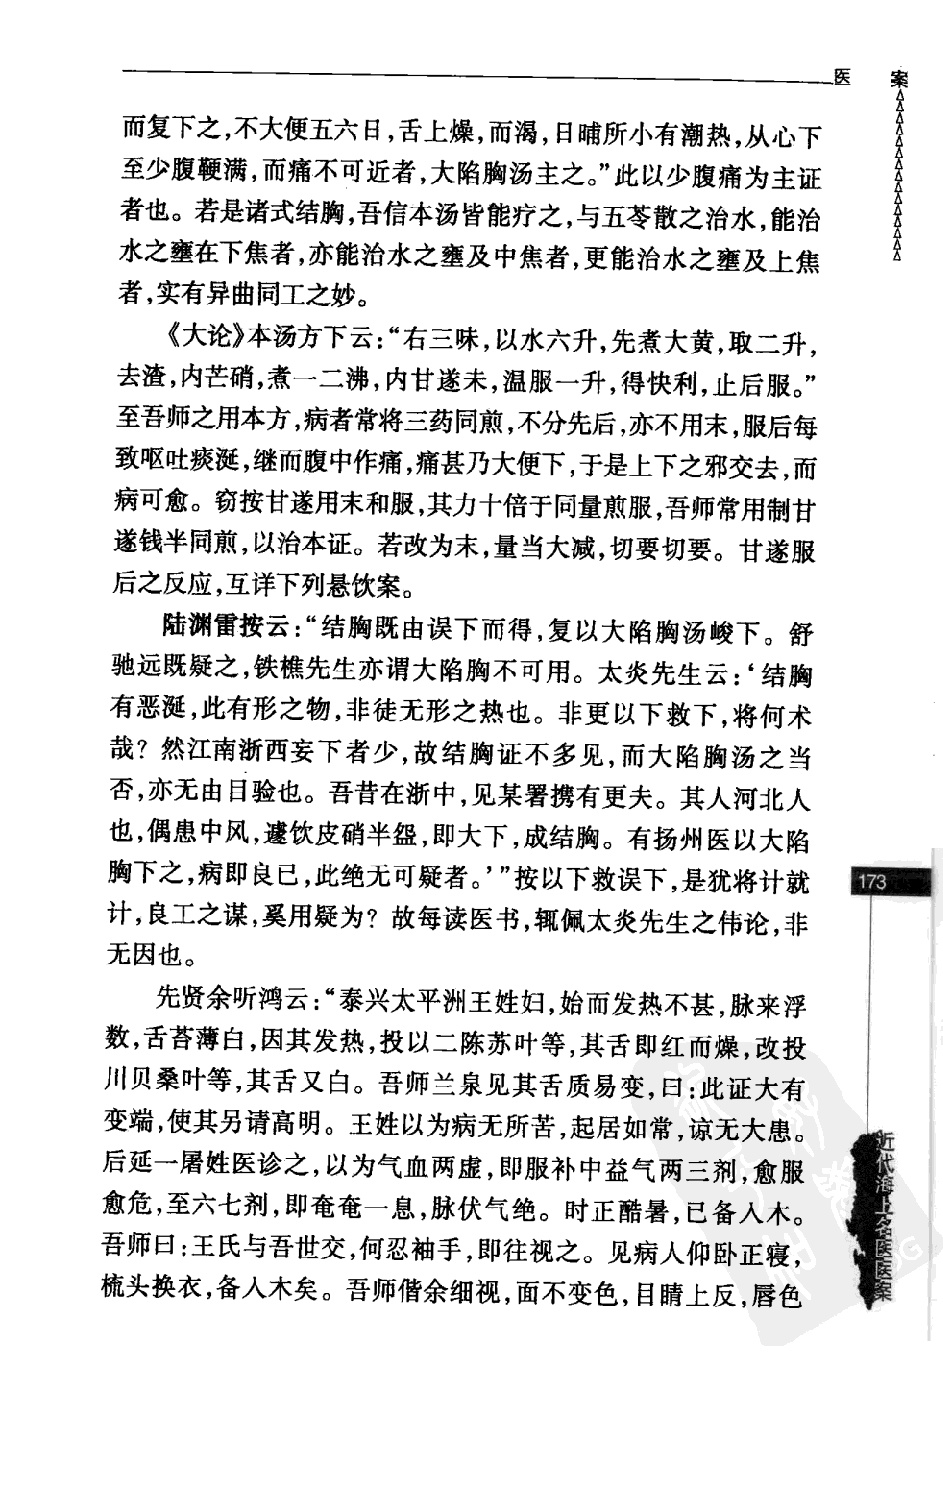 医 案
而复下之,不大便五六日,舌上燥,而渴,日晡所小有潮热,从心下
至少腹鞕满,而痛不可近者,大陷胸汤主之。”此以少腹痛为主证
者也。若是诸式结胸,吾信本汤皆能疗之,与五苓散之治水,能治
水之壅在下焦者,亦能治水之壅及中焦者,更能治水之壅及上焦
者,实有异曲同工之妙。
《大论》本汤方下云:“右三味,以水六升,先煮大黄,取二升,
去渣,内芒硝,煮一二沸,内甘遂末,温服一升,得快利,止后服。”
至吾师之用本方,病者常将三药同煎,不分先后,亦不用末,服后每
致呕吐痰涎,继而腹中作痛,痛甚乃大便下,于是上下之邪交去,而
病可愈。窃按甘遂用末和服,其力十倍于同量煎服,吾师常用制甘
遂钱半同煎,以治本证。若改为末,量当大减,切要切要。甘遂服
后之反应,互详下列悬饮案。
陆渊雷按云:“结胸既由误下而得,复以大陷胸汤峻下。舒
驰远既疑之,铁樵先生亦谓大陷胸不可用。太炎先生云:‘结胸
有恶涎,此有形之物,非徒无形之热也。非更以下救下,将何术
哉?然江南浙西妄下者少,故结胸证不多见,而大陷胸汤之当
否,亦无由目验也。吾昔在浙中,见某署携有更夫。其人河北人
也,偶患中风,遽饮皮硝半盌,即大下,成结胸。有扬州医以大陷
胸下之,病即良已,此绝无可疑者。’”按以下救误下,是犹将计就
计,良工之谋,奚用疑为?故每读医书,辄佩太炎先生之伟论,非
无因也。
先贤余听鸿云:“泰兴太平洲王姓妇,始而发热不甚,脉来浮
数,舌苔薄白,因其发热,投以二陈苏叶等,其舌即红而燥,改投
川贝桑叶等,其舌又白。吾师兰泉见其舌质易变,曰:此证大有
变端,使其另请高明。王姓以为病无所苦,起居如常,谅无大患。
后延一屠姓医诊之,以为气血两虚,即服补中益气两三剂,愈服
愈危,至六七剂,即奄奄一息,脉伏气绝。时正酷暑,已备入木。
吾师曰:王氏与吾世交,何忍袖手,即往视之。见病人仰卧正寝,
梳头换衣,备入木矣。吾师偕余细视,面不变色,目睛上反,唇色
173
近代海上名医医案